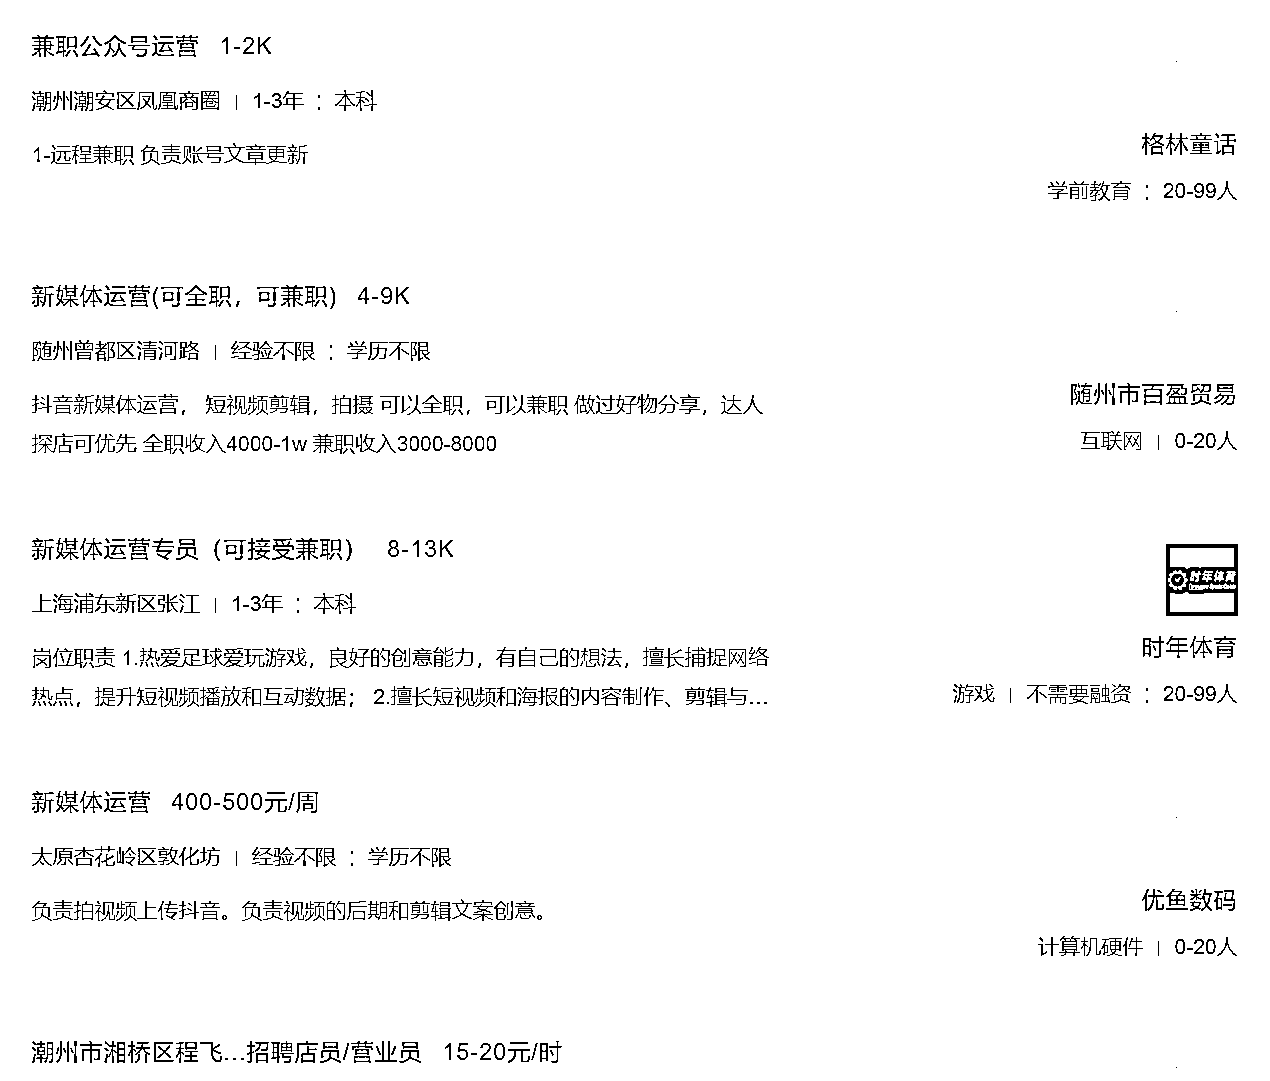 兼职公众号运营 1-2K
潮州潮安区凤凰商圈 | 1-3年 : 本科
1-远程兼职 负责账号文章更新
格林童话
学前教育 : 20-99人
新媒体运营(可全职，可兼职) 4-9K
随州曾都区清河路 | 经验不限 : 学历不限
抖音新媒体运营， 短视频剪辑，拍摄 可以全职，可以兼职 做过好物分享，达人
探店可优先 全职收入4000-1w 兼职收入3000-8000
随州市百盈贸易
互联网 | 0-20人
新媒体运营专员（可接受兼职） 8-13K
上海浦东新区张江 | 1-3年 : 本科
岗位职责 1.热爱足球爱玩游戏，良好的创意能力，有自己的想法，擅长捕捉网络
热点，提升短视频播放和互动数据； 2.擅长短视频和海报的内容制作、剪辑与...
时年体育
时年体育
游戏 | 不需要融资 : 20-99人
新媒体运营 400-500元/周
太原杏花岭区敦化坊 | 经验不限 : 学历不限
负责拍视频上传抖音。负责视频的后期和剪辑文案创意。
优鱼数码
计算机硬件 | 0-20人
潮州市湘桥区程飞...招聘店员/营业员 15-20元/时